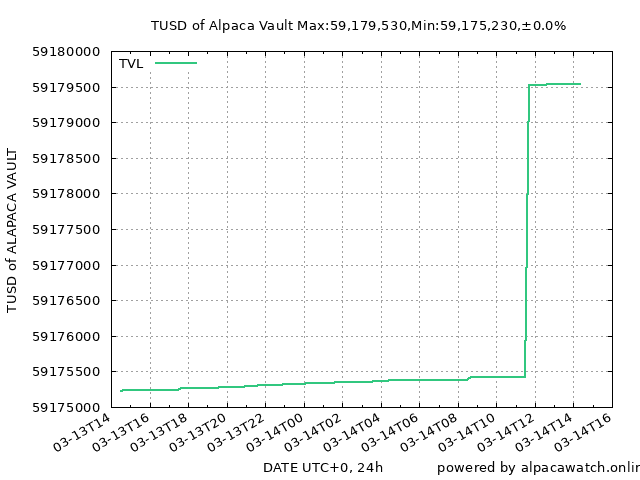 TUSD of Alpaca Vault Max:59,179,530,Min:59,175,230,±0.0%
TVL
59180000
59179500
59179000
59178500
59178000
59177500
59177000
59176500
59176000
59175500
59175000
TUSD of ALAPACA VAULT
03-13T14
03-13T16
03-13T18
03-13T20
03-13T22
03-14T00
03-14T02
03-14T04
03-14T06
03-14T08
03-14T10
03-14T12
03-14T14
03-14T16
DATE UTC+0, 24h
powered by alpacawatch.onlin